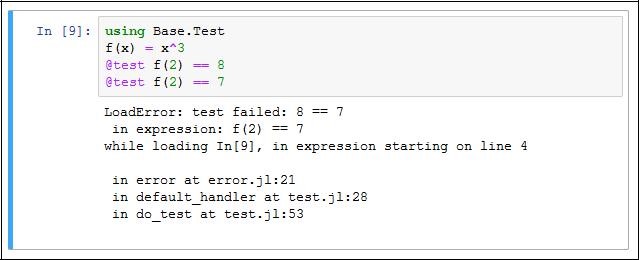 In [9]: using Base.Test
f(x) = x^3
@test f(2) == 8
@test f(2) == 7
LoadError: test failed: 8 == 7
 in expression: f(2) == 7
while loading In[9], in expression starting on line 4

 in error at error.jl:21
 in default_handler at test.jl:28
 in do_test at test.jl:53